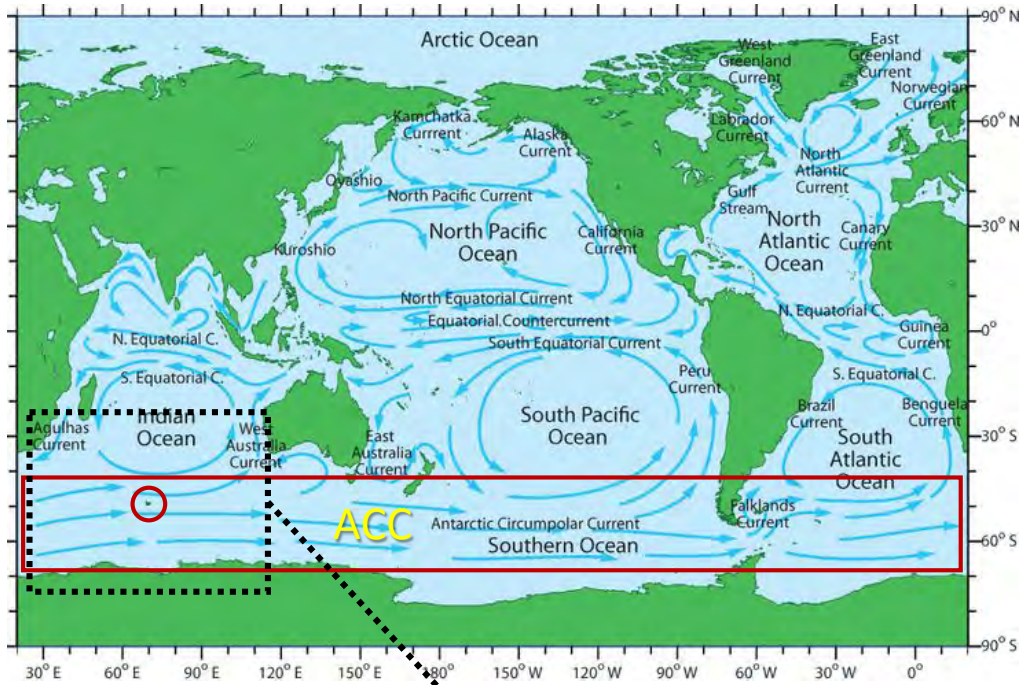 90° N
Arctic Ocean
West
Greenland
Current
East
Greenland
Current
Norwegian
Current
60° N
Kamchatka
Currrent
Alaska
Current
Labrador
Current
North
Atlantic
Current
Oyashio
North Pacific Current
Gulf
Stream
30° N
Kuroshio
North Pacific
Ocean
California
Current
North
Atlantic
Ocean
Canary
Current
North Equatorial Current
Equatorial Countercurrent
South Equatorial Current
N. Equatorial C.
N. Equatorial C.
Guinea
Current
0°
S. Equatorial C.
Peru
Current
S. Equatorial C.
Agulhas
Current
Indian
Ocean
West
Australia
Current
East
Australia
Current
South Pacific
Ocean
Brazil
Current
Benguela
Current
30° S
South
Atlantic
Ocean
ACC
Antarctic Circumpolar Current
Southern Ocean
Falklands
Current
60° S
90° S
30° E
60° E
90° E
120° E
150° E
180°
150° W
120° W
90° W
60° W
30° W
0°